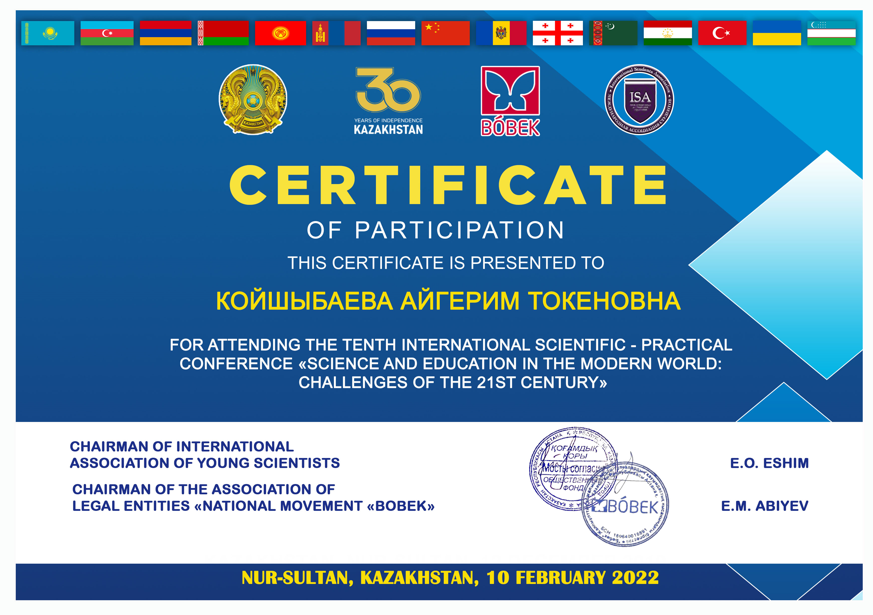 30
YEARS OF INDEPENDENCE
KAZAKHSTAN
BÓBEK
ISA
CERTIFICATE
OF PARTICIPATION
THIS CERTIFICATE IS PRESENTED TO
КОЙШЫБАЕВА АЙГЕРИМ ТОКЕНОВНА
FOR ATTENDING THE TENTH INTERNATIONAL SCIENTIFIC - PRACTICAL
CONFERENCE «SCIENCE AND EDUCATION IN THE MODERN WORLD:
CHALLENGES OF THE 21ST CENTURY»
CHAIRMAN OF INTERNATIONAL
ASSOCIATION OF YOUNG SCIENTISTS
E.O. ESHIM
CHAIRMAN OF THE ASSOCIATION OF
LEGAL ENTITIES «NATIONAL MOVEMENT «BOBEK»
E.M. ABIYEV
ҚОҒАМДЫҚ
ҚОРЫ
ФОНД
BÓBEK
NUR-SULTAN, KAZAKHSTAN, 10 FEBRUARY 2022